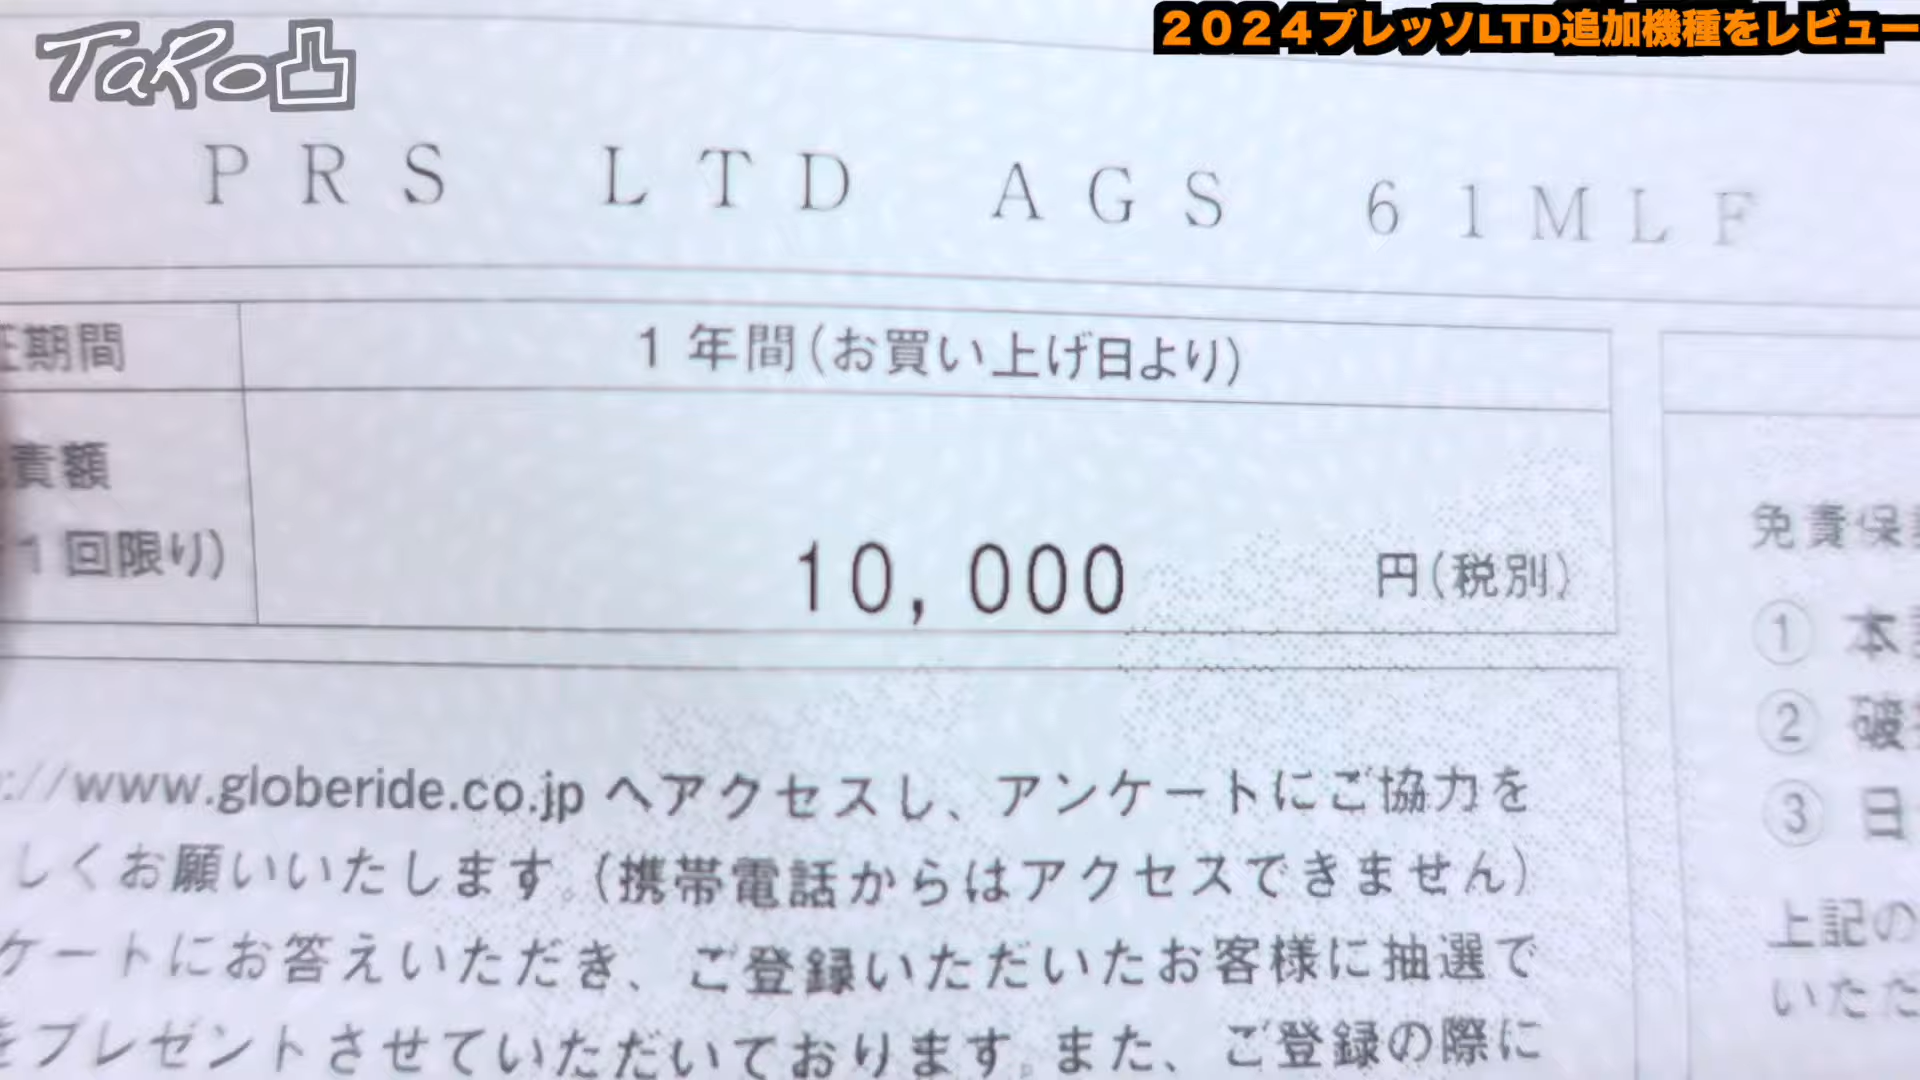 TaRo凸
2024プレッソLTD追加機種をレビュー
PRS LTD AGS 61MLF
期間
1年間(お買い上げ日より)
責額
1回限り)
10,000 円(税別)
://www.globeride.co.jp へアクセスし、アンケートにご協力を
しくお願いいたします。(携帯電話からはアクセスできません)
ケートにお答えいただき、ご登録いただいたお客様に抽選で
をプレゼントさせていただいております。また、ご登録の際に
免責保
① 本
② 破
③ 日
上記の
いただ